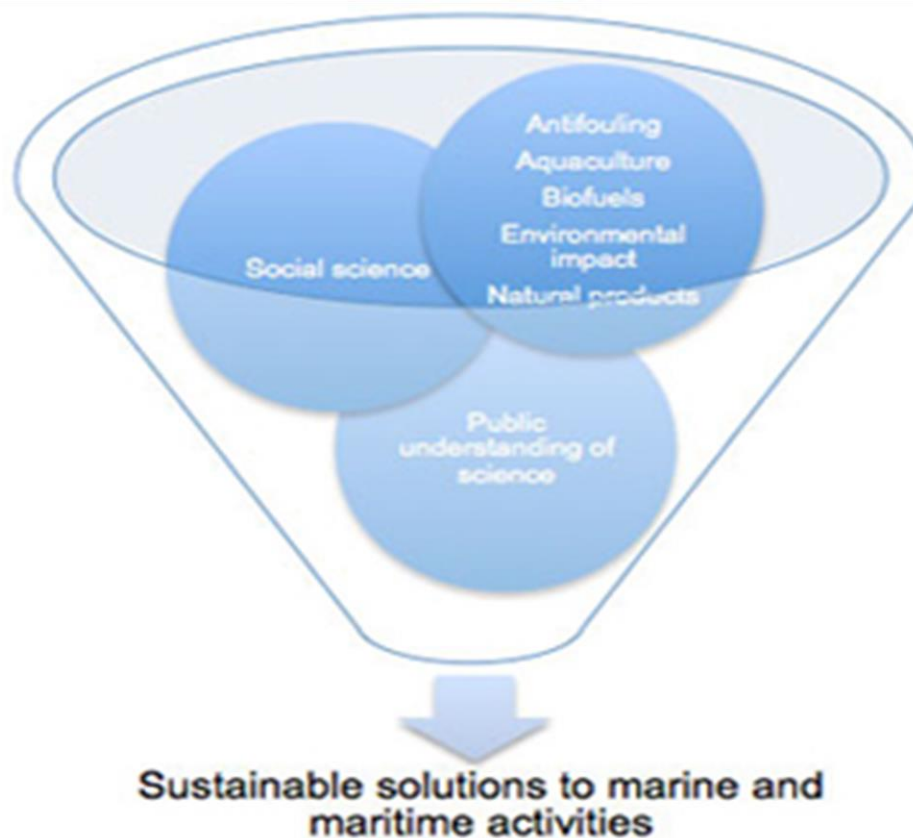 Antifouling
Aquaculture
Biofuels
Environmental
impact
Natural products
Social science
Public
understanding of
science
Sustainable solutions to marine and
maritime activities